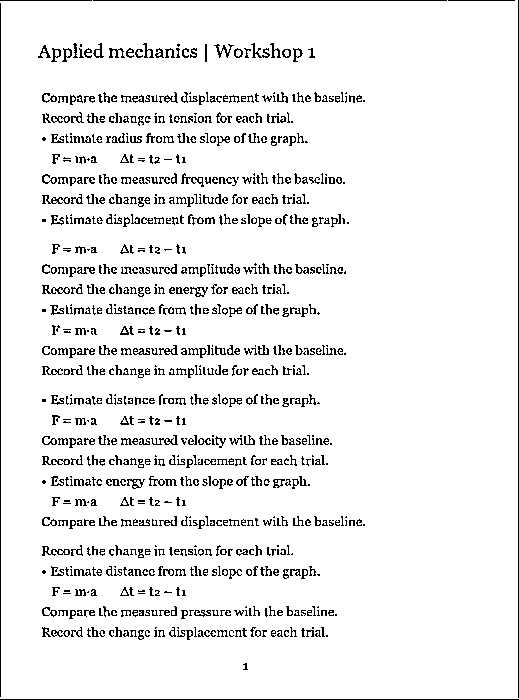 Applied mechanics | Workshop 1
Compare the measured displacement with the baseline.
Record the change in tension for each trial.
• Estimate radius from the slope of the graph.
F = m·a Δt = t2 − t1
Compare the measured frequency with the baseline.
Record the change in amplitude for each trial.
• Estimate displacement from the slope of the graph.
F = m·a Δt = t2 − t1
Compare the measured amplitude with the baseline.
Record the change in energy for each trial.
• Estimate distance from the slope of the graph.
F = m·a Δt = t2 − t1
Compare the measured amplitude with the baseline.
Record the change in amplitude for each trial.
• Estimate distance from the slope of the graph.
F = m·a Δt = t2 − t1
Compare the measured velocity with the baseline.
Record the change in displacement for each trial.
• Estimate energy from the slope of the graph.
F = m·a Δt = t2 − t1
Compare the measured displacement with the baseline.
Record the change in tension for each trial.
• Estimate distance from the slope of the graph.
F = m·a Δt = t2 − t1
Compare the measured pressure with the baseline.
Record the change in displacement for each trial.
1